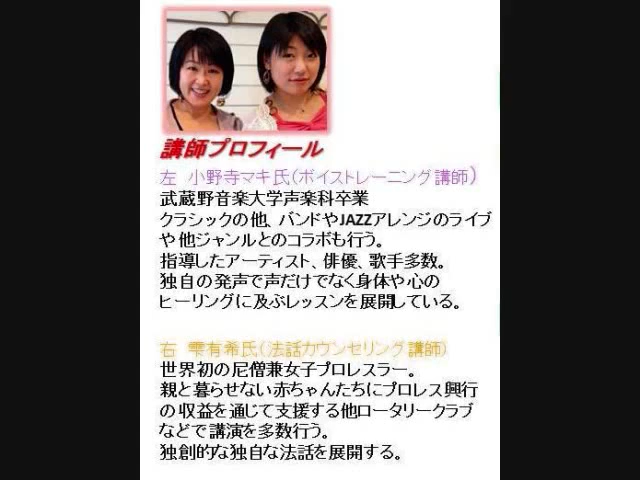 講師プロフィール
左　小野寺マキ氏（ボイストレーニング講師）
武蔵野音楽大学声楽科卒業
クラシックの他、バンドやJAZZアレンジのライブ
や他ジャンルとのコラボも行う。
指導したアーティスト、俳優、歌手多数。
独自の発声で声だけでなく身体や心の
ヒーリングに及ぶレッスンを展開している。
右　雫有希氏（法話カウンセリング講師）
世界初の尼僧兼女子プロレスラー。
親と暮らせない赤ちゃんたちにプロレス興行
の収益を通じて支援する他ロータリークラブ
などで講演を多数行う。
独創的な独自な法話を展開する。